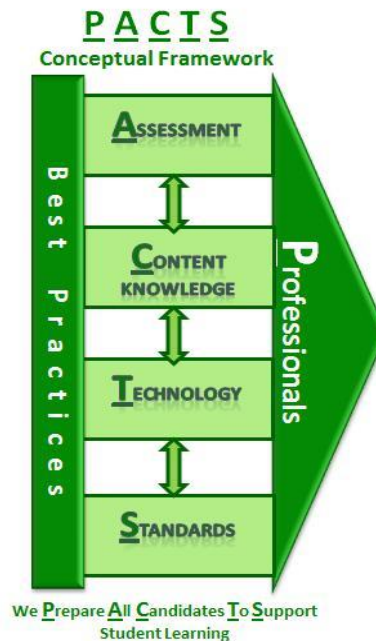 P A C T S
Conceptual Framework
Best Practices
ASSESSMENT
CONTENT
KNOWLEDGE
TECHNOLOGY
STANDARDS
Professionals
We Prepare All Candidates To Support
Student Learning